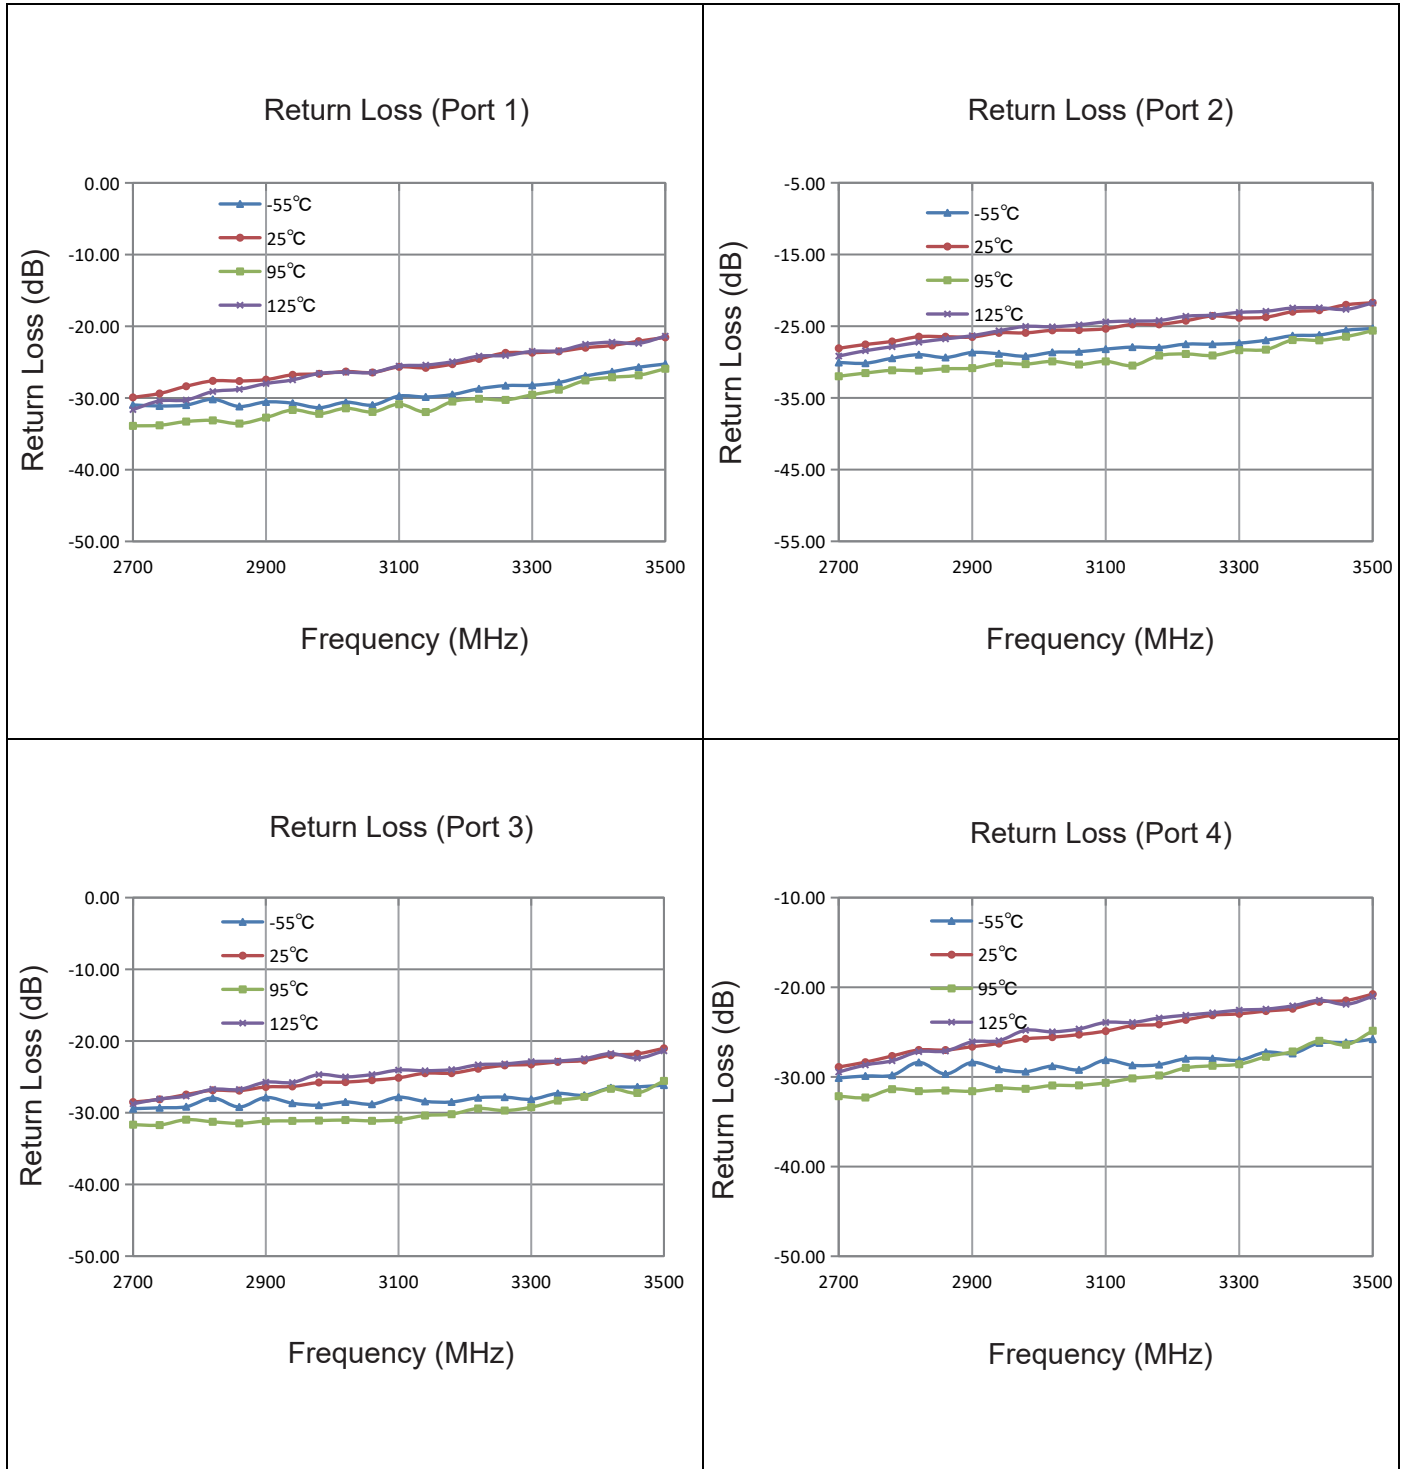 Return Loss (Port 1)
Return Loss (dB)
0.00
-10.00
-20.00
-30.00
-40.00
-50.00
-55℃
25℃
95℃
125℃
2700 2900 3100 3300 3500
Frequency (MHz)
Return Loss (Port 2)
Return Loss (dB)
-5.00
-15.00
-25.00
-35.00
-45.00
-55.00
-55℃
25℃
95℃
125℃
2700 2900 3100 3300 3500
Frequency (MHz)
Return Loss (Port 3)
Return Loss (dB)
0.00
-10.00
-20.00
-30.00
-40.00
-50.00
-55℃
25℃
95℃
125℃
2700 2900 3100 3300 3500
Frequency (MHz)
Return Loss (Port 4)
Return Loss (dB)
-10.00
-20.00
-30.00
-40.00
-50.00
-55℃
25℃
95℃
125℃
2700 2900 3100 3300 3500
Frequency (MHz)